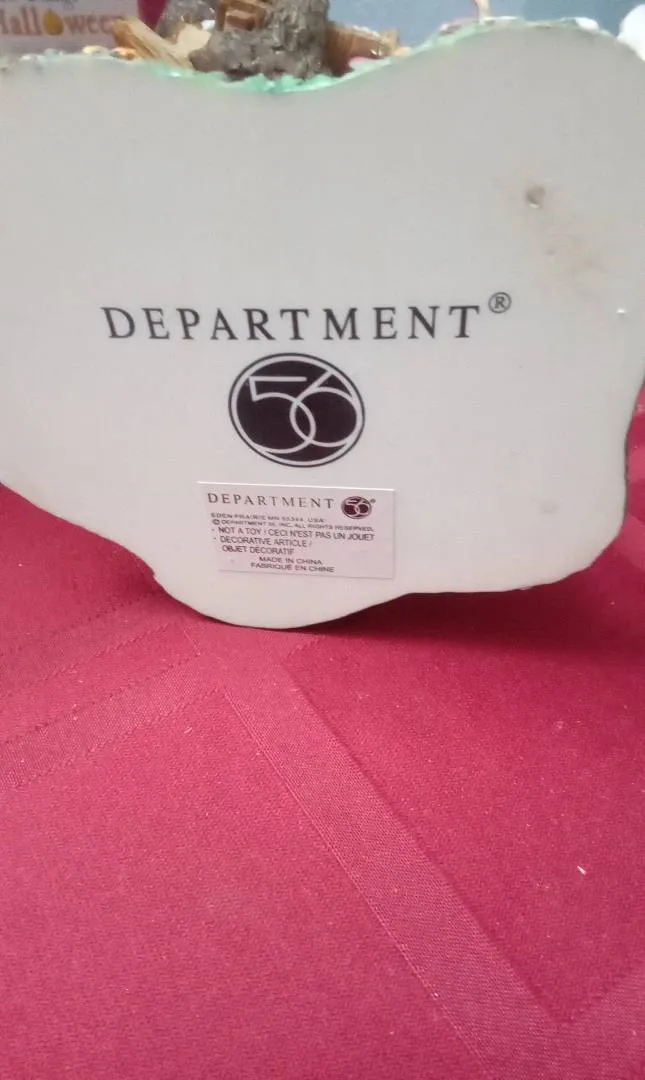 Halloween
DEPARTMENT®
56
DEPARTMENT 56®
EDEN PRAIRIE MN 55344, USA
© DEPARTMENT 56, INC. ALL RIGHTS RESERVED.
· NOT A TOY / CECI N'EST PAS UN JOUET
· DECORATIVE ARTICLE /
OBJET DÉCORATIF
MADE IN CHINA
FABRIQUÉ EN CHINE